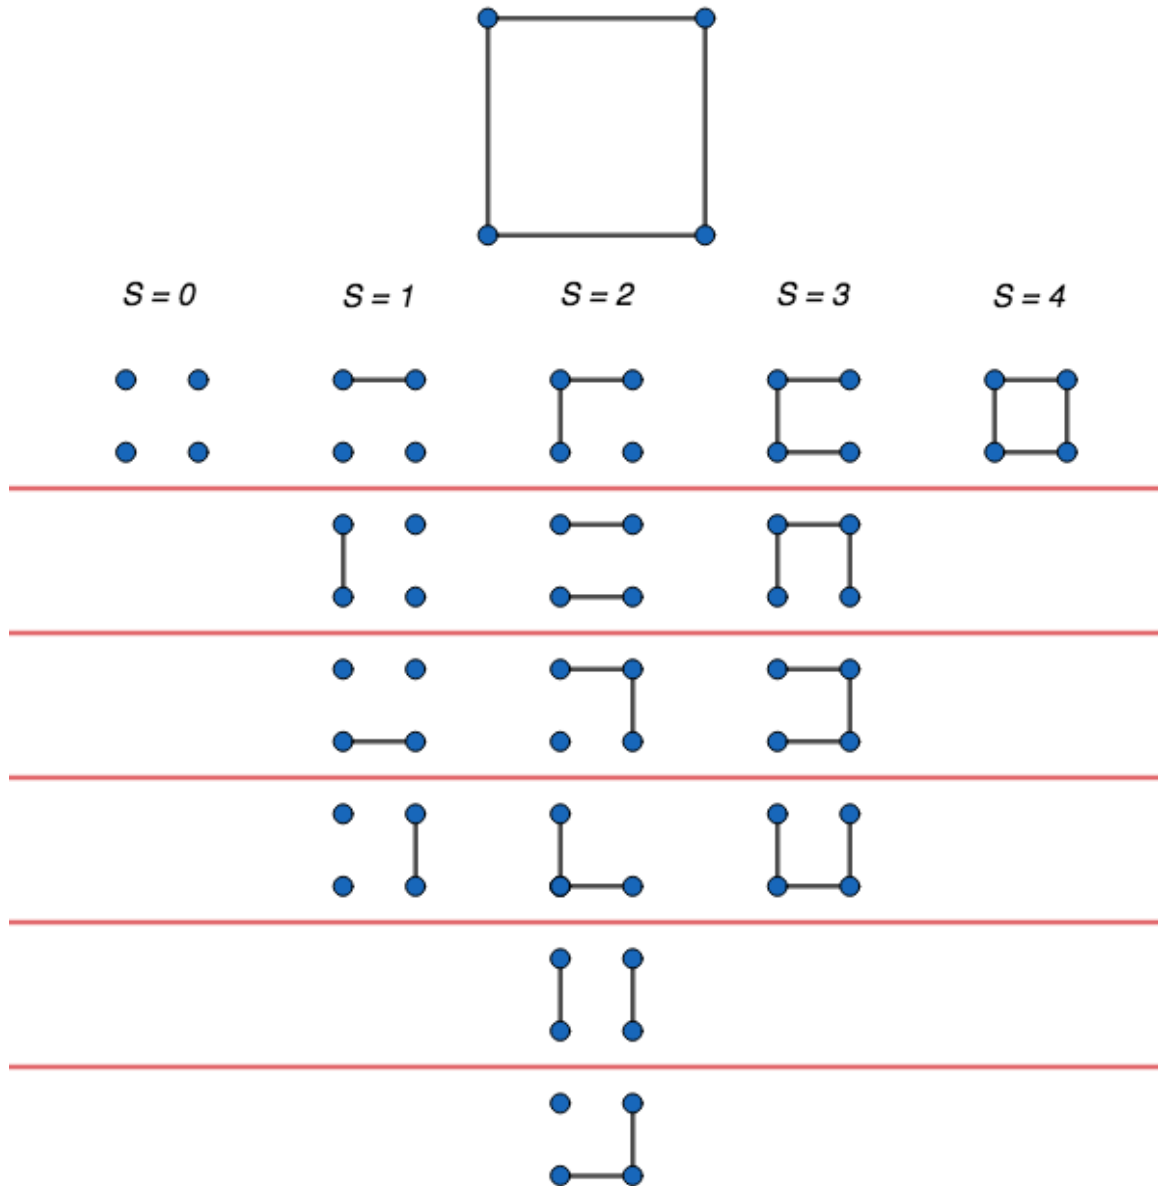 S = 0 S = 1 S = 2 S = 3 S = 4